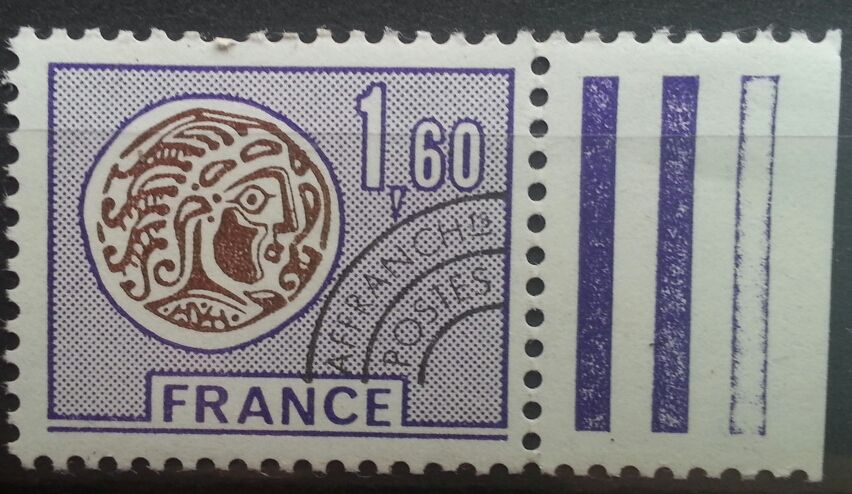 1,60
AFFRANCHts
POSTES
FRANCE